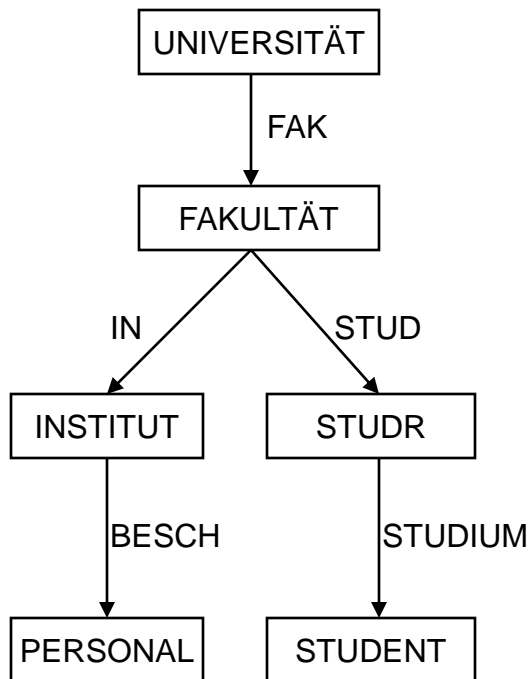 UNIVERSITÄT
FAK
FAKULTÄT
IN
STUD
INSTITUT
STUDR
BESCH
STUDIUM
PERSONAL
STUDENT